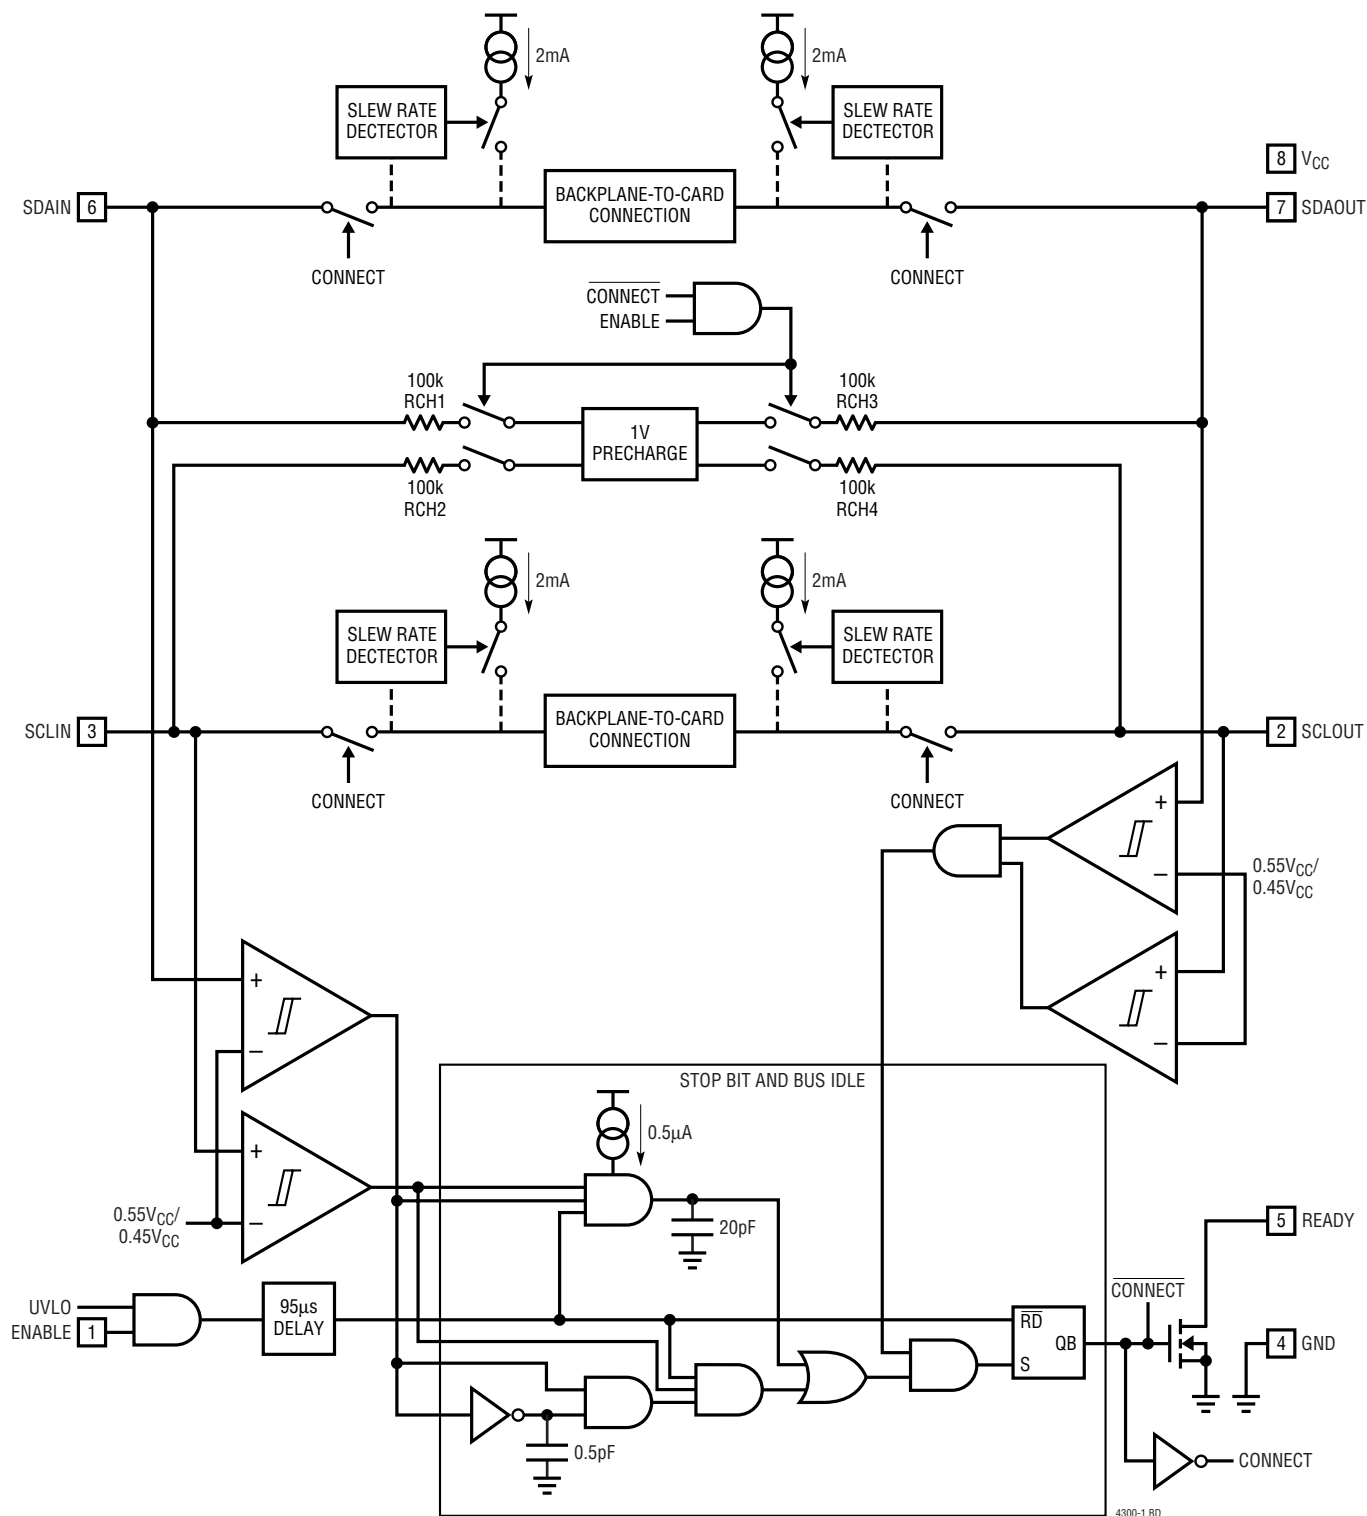 2mA
2mA
SLEW RATE
DECTECTOR
SLEW RATE
DECTECTOR
8 VCC
SDAIN 6
BACKPLANE-TO-CARD
CONNECTION
7 SDAOUT
CONNECT
CONNECT
CONNECT
ENABLE
100k
RCH1
100k
RCH3
1V
PRECHARGE
100k
RCH2
100k
RCH4
2mA
2mA
SLEW RATE
DECTECTOR
SLEW RATE
DECTECTOR
SCLIN 3
BACKPLANE-TO-CARD
CONNECTION
2 SCLOUT
CONNECT
CONNECT
+
–
0.55VCC/
0.45VCC
+
–
+
–
STOP BIT AND BUS IDLE
0.5µA
+
–
0.55VCC/
0.45VCC
20pF
5 READY
UVLO
ENABLE 1
95µs
DELAY
CONNECT
RD
QB
S
4 GND
0.5pF
CONNECT
4300-1 BD